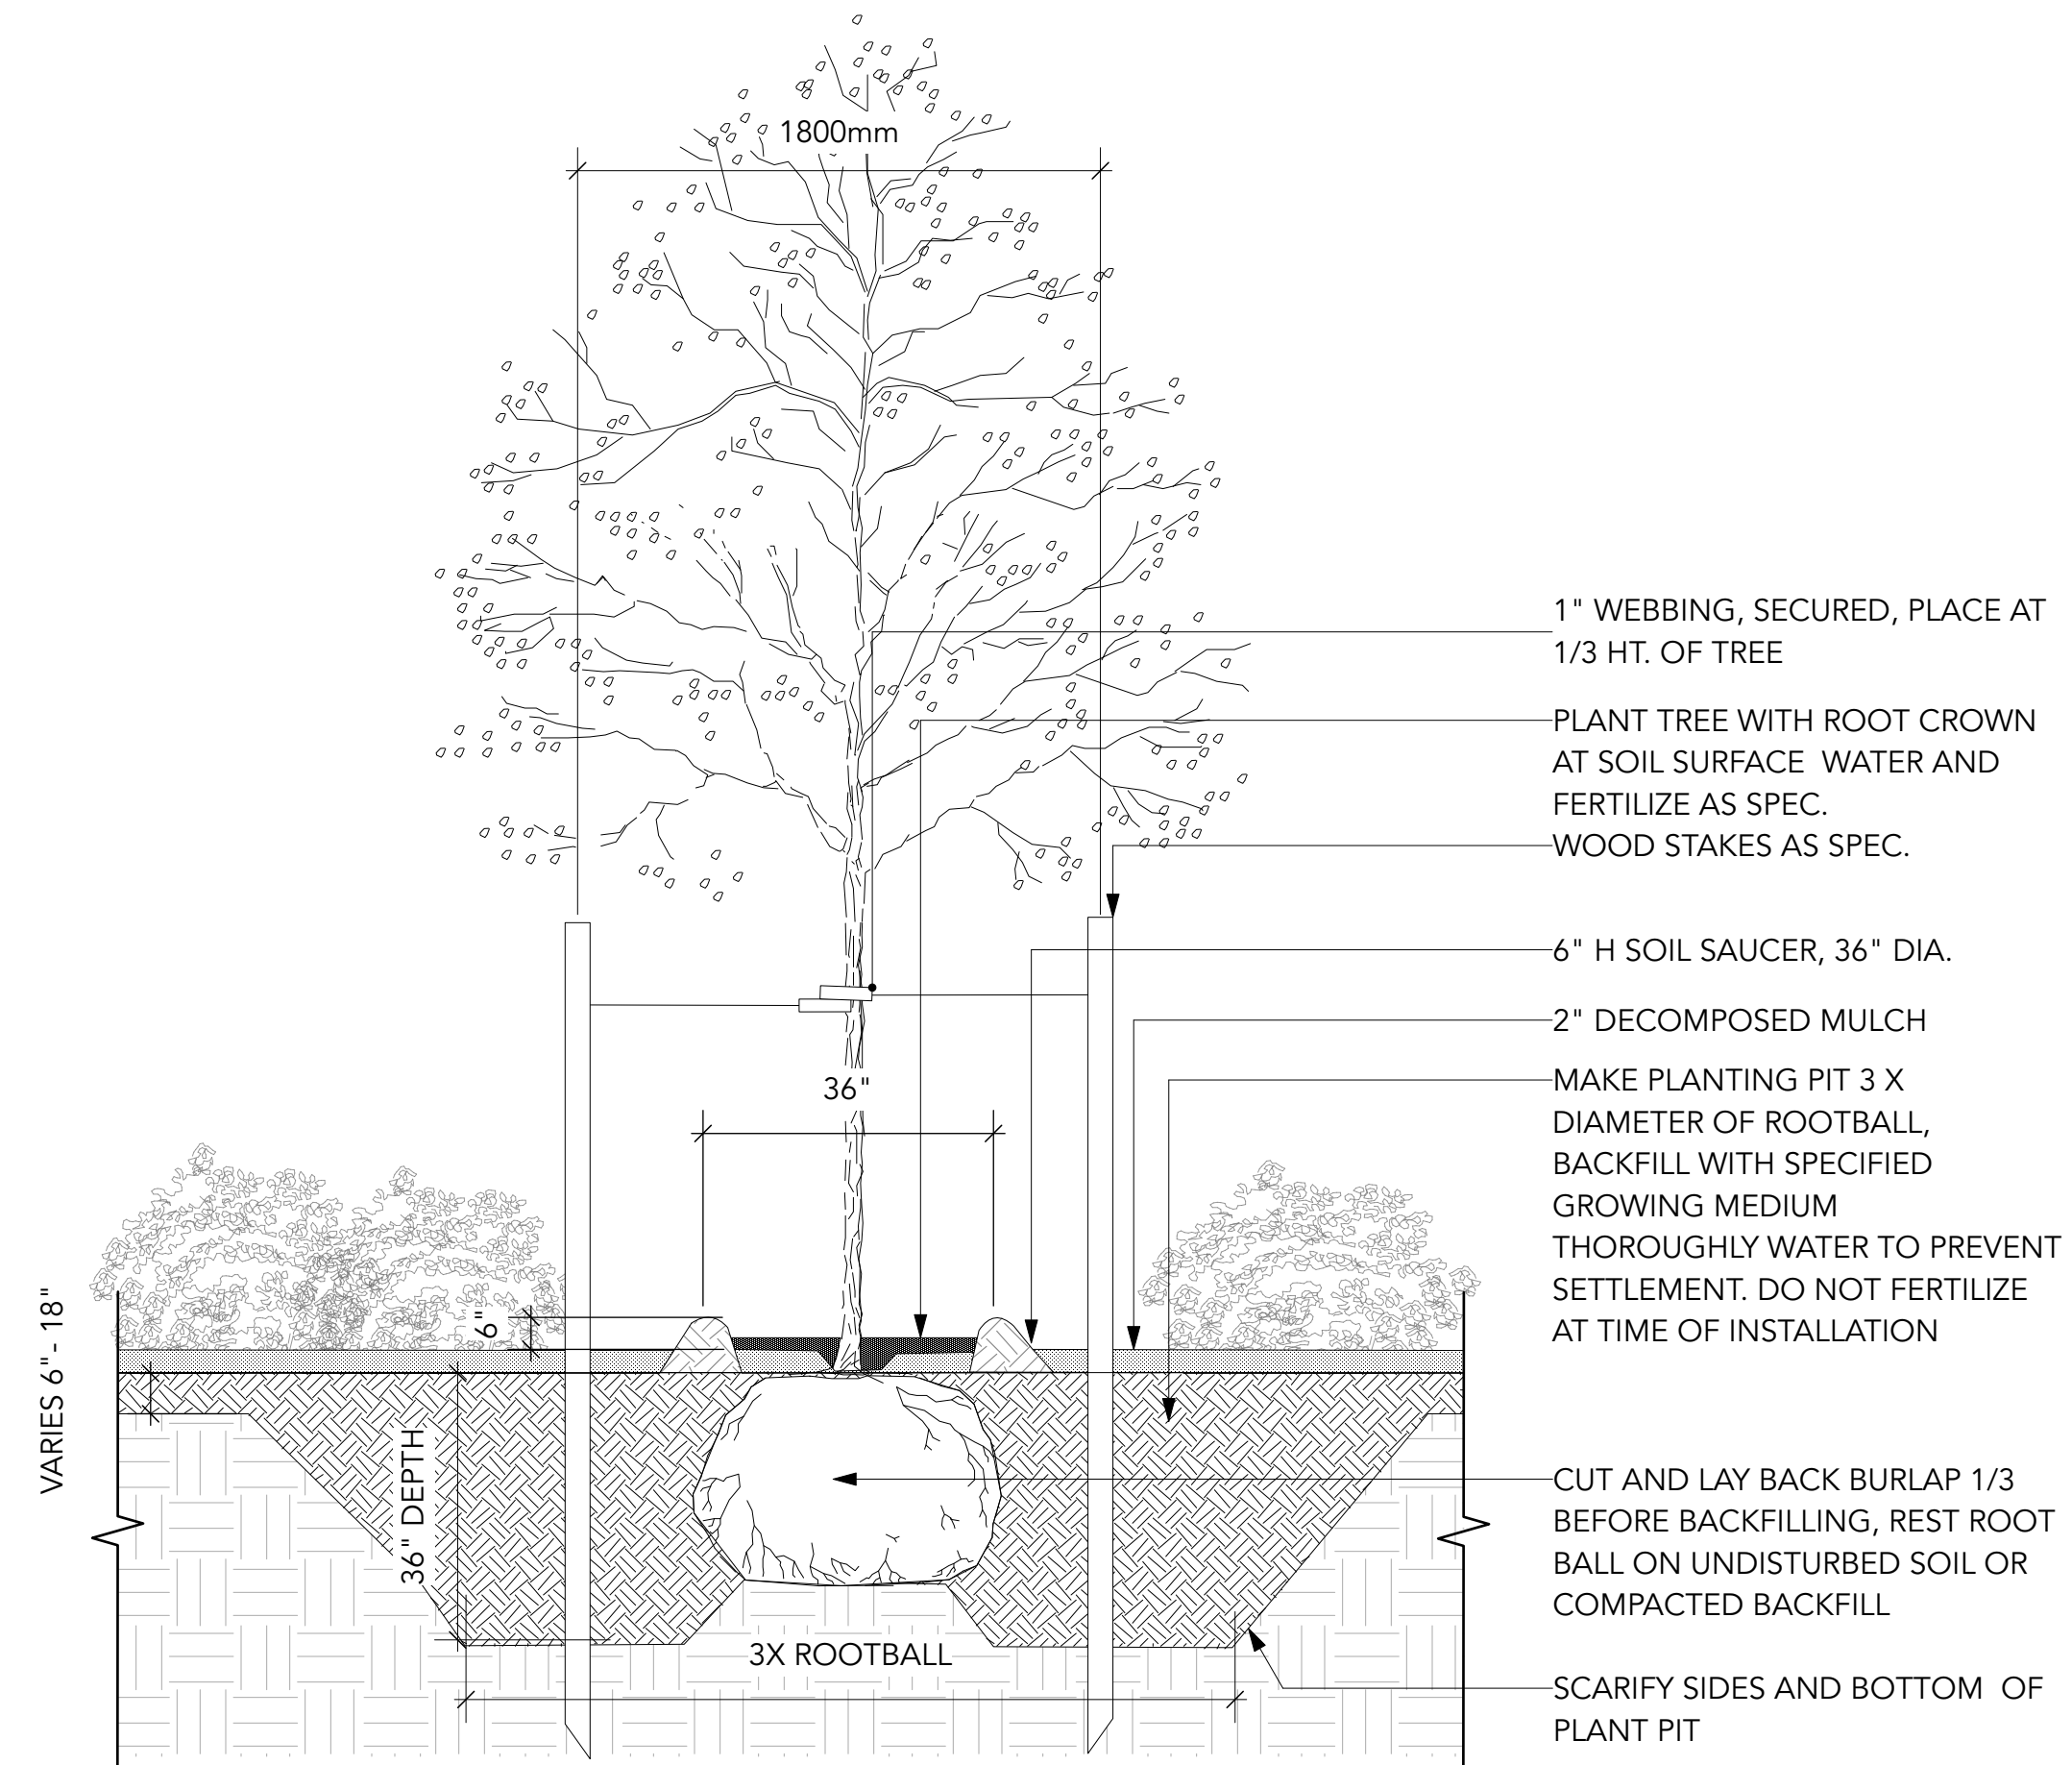 1800mm
1" WEBBING, SECURED, PLACE AT
1/3 HT. OF TREE
PLANT TREE WITH ROOT CROWN
AT SOIL SURFACE  WATER AND
FERTILIZE AS SPEC.
WOOD STAKES AS SPEC.
6" H SOIL SAUCER, 36" DIA.
2" DECOMPOSED MULCH
36"
MAKE PLANTING PIT 3 X
DIAMETER OF ROOTBALL,
BACKFILL WITH SPECIFIED
GROWING MEDIUM
THOROUGHLY WATER TO PREVENT
SETTLEMENT. DO NOT FERTILIZE
AT TIME OF INSTALLATION
6"
VARIES 6"- 18"
36" DEPTH
CUT AND LAY BACK BURLAP 1/3
BEFORE BACKFILLING, REST ROOT
BALL ON UNDISTURBED SOIL OR
COMPACTED BACKFILL
3X ROOTBALL
SCARIFY SIDES AND BOTTOM  OF
PLANT PIT